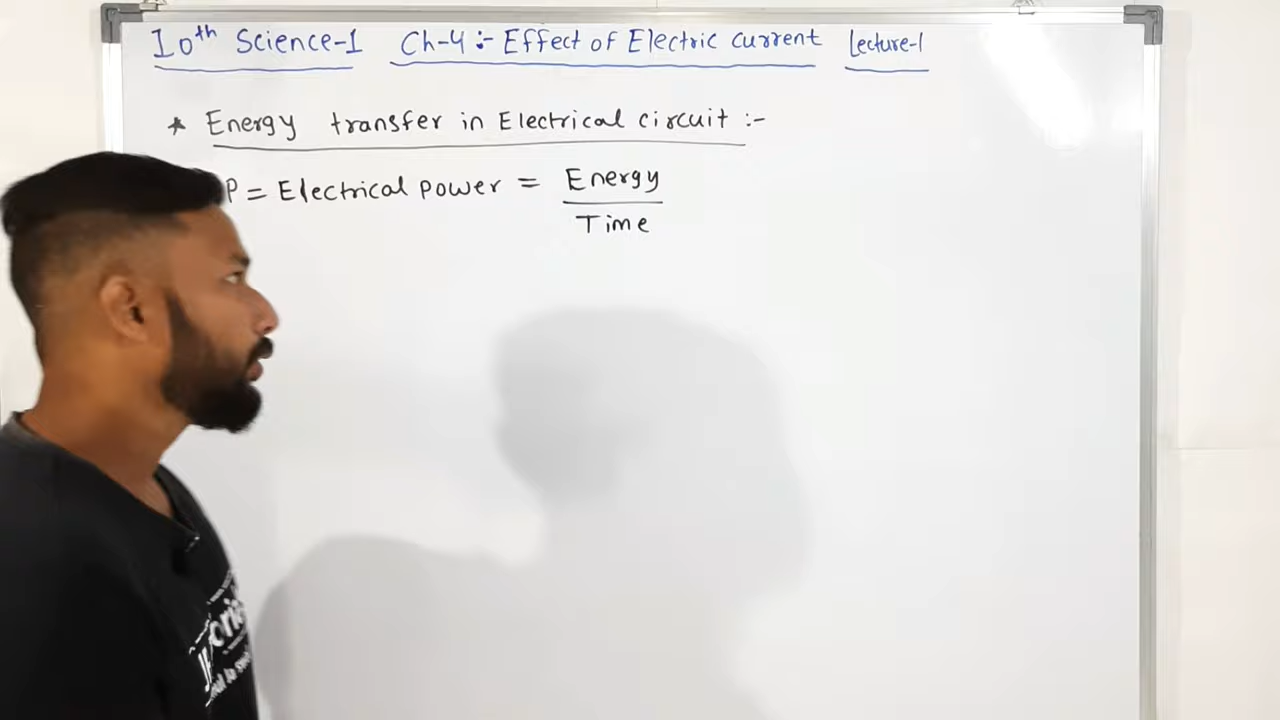 10th Science-1 Ch-4:- Effect of Electric current Lecture-1
* Energy transfer in Electrical circuit :-
P = Electrical power = Energy
Time